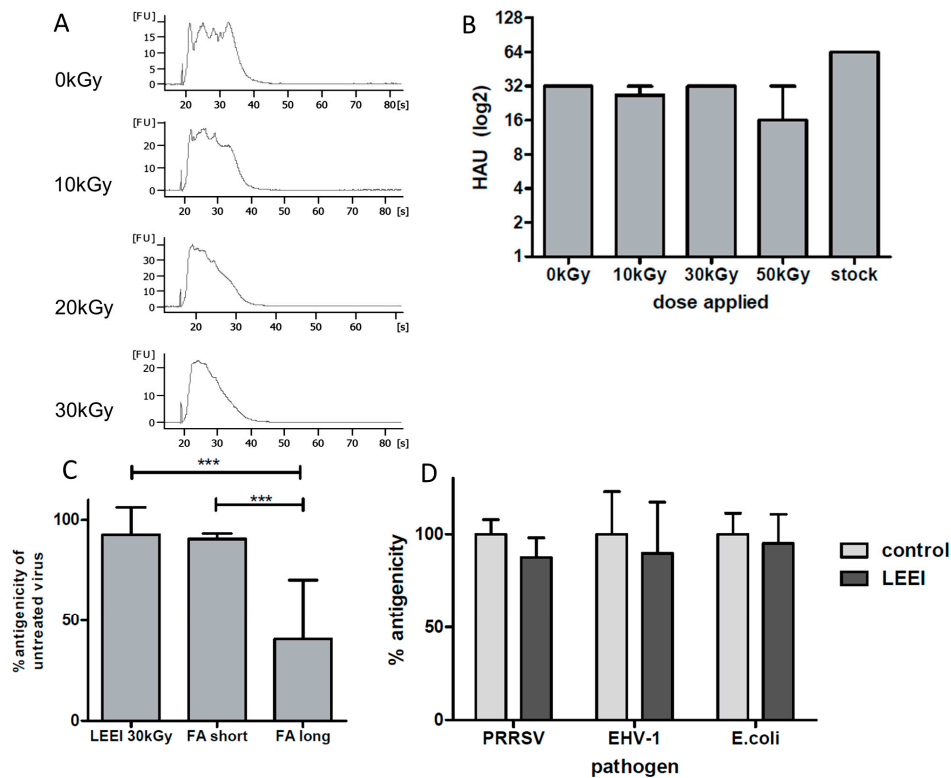 A
0kGy
[FU]
20
15
10
5
0
20 30 40 50 60 70 80 [s]
10kGy
[FU]
20
10
0
20 30 40 50 60 70 80 [s]
20kGy
[FU]
30
20
10
0
20 30 40 50 60 70 [s]
30kGy
[FU]
20
10
0
20 30 40 50 60 70 80 [s]
B
HAU (log2)
128
64
32
16
8
4
2
1
0kGy 10kGy 30kGy 50kGy stock
dose applied
C
***
***
% antigenicity of
untreated virus
100
50
0
LEEI 30kGy FA short FA long
D
% antigenicity
100
50
0
PRRSV EHV-1 E.coli
pathogen
control
LEEI